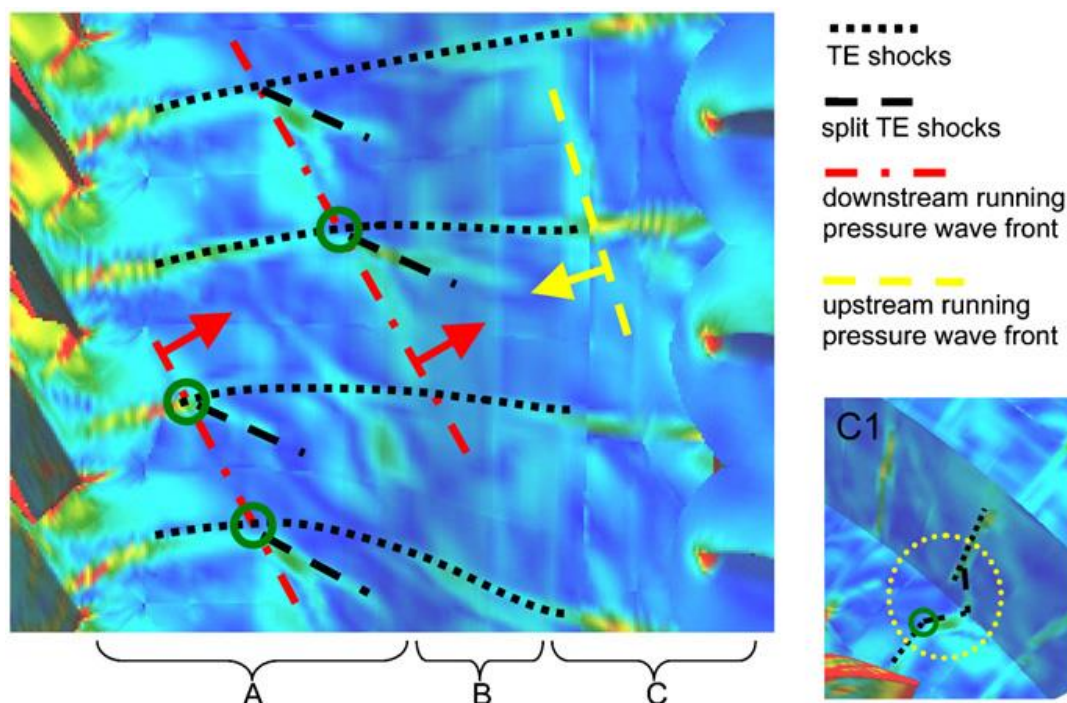 TE shocks
split TE shocks
downstream running
pressure wave front
upstream running
pressure wave front
C1
A
B
C